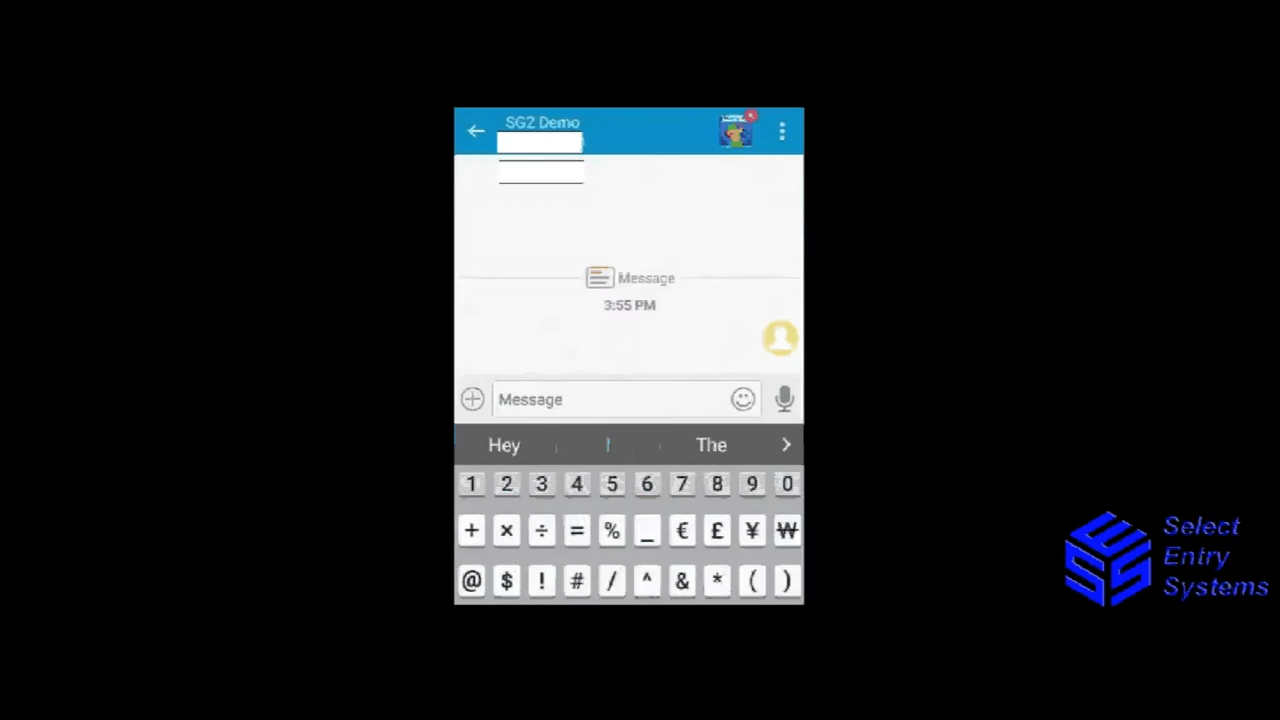 SG2 Demo
Message
3:55 PM
Message
Hey I The
1 2 3 4 5 6 7 8 9 0
+ × ÷ = % _ € £ ¥ ₩
@ $ ! # / ^ & * ( )
Select
Entry
Systems
SES